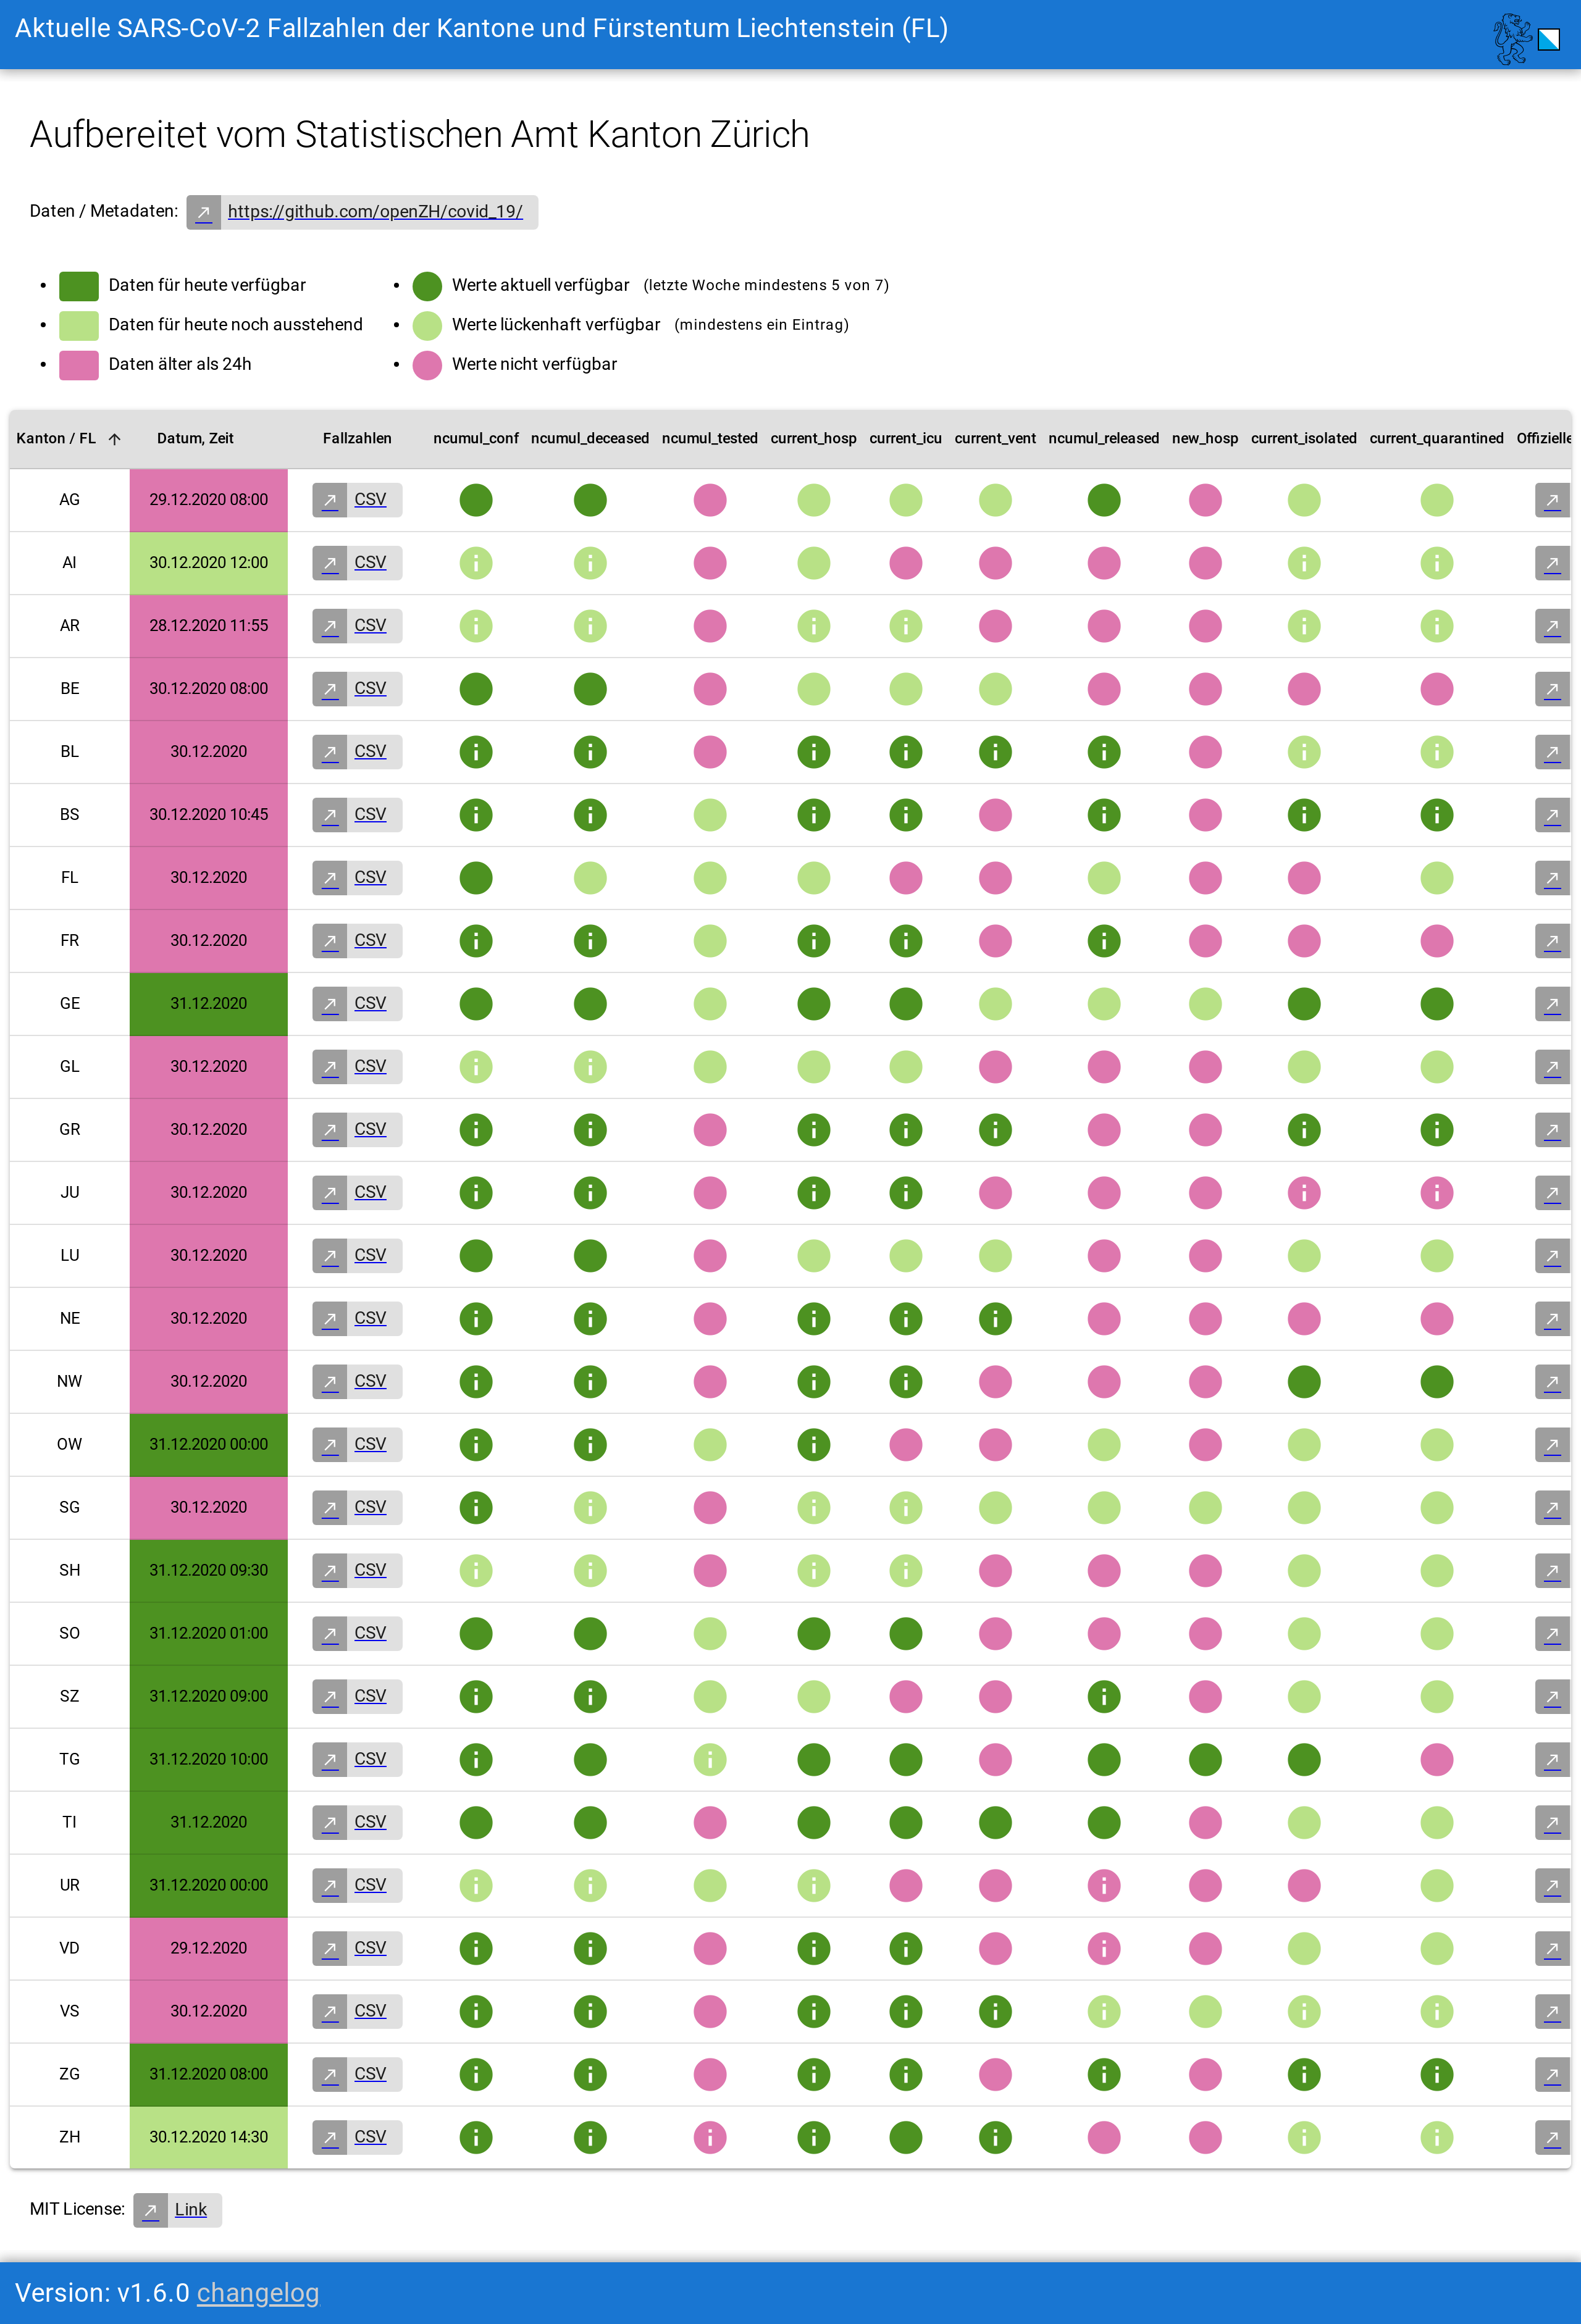 Aktuelle SARS-CoV-2 Fallzahlen der Kantone und Fürstentum Liechtenstein (FL)
Aufbereitet vom Statistischen Amt Kanton Zürich
Daten / Metadaten: https://github.com/openZH/covid_19/
Daten für heute verfügbar
Daten für heute noch ausstehend
Daten älter als 24h
Werte aktuell verfügbar (letzte Woche mindestens 5 von 7)
Werte lückenhaft verfügbar (mindestens ein Eintrag)
Werte nicht verfügbar
Kanton / FL Datum, Zeit Fallzahlen ncumul_conf ncumul_deceased ncumul_tested current_hosp current_icu current_vent ncumul_released new_hosp current_isolated current_quarantined Offizielle
AG 29.12.2020 08:00 CSV
AI 30.12.2020 12:00 CSV
AR 28.12.2020 11:55 CSV
BE 30.12.2020 08:00 CSV
BL 30.12.2020 CSV
BS 30.12.2020 10:45 CSV
FL 30.12.2020 CSV
FR 30.12.2020 CSV
GE 31.12.2020 CSV
GL 30.12.2020 CSV
GR 30.12.2020 CSV
JU 30.12.2020 CSV
LU 30.12.2020 CSV
NE 30.12.2020 CSV
NW 30.12.2020 CSV
OW 31.12.2020 00:00 CSV
SG 30.12.2020 CSV
SH 31.12.2020 09:30 CSV
SO 31.12.2020 01:00 CSV
SZ 31.12.2020 09:00 CSV
TG 31.12.2020 10:00 CSV
TI 31.12.2020 CSV
UR 31.12.2020 00:00 CSV
VD 29.12.2020 CSV
VS 30.12.2020 CSV
ZG 31.12.2020 08:00 CSV
ZH 30.12.2020 14:30 CSV
MIT License: Link
Version: v1.6.0 changelog